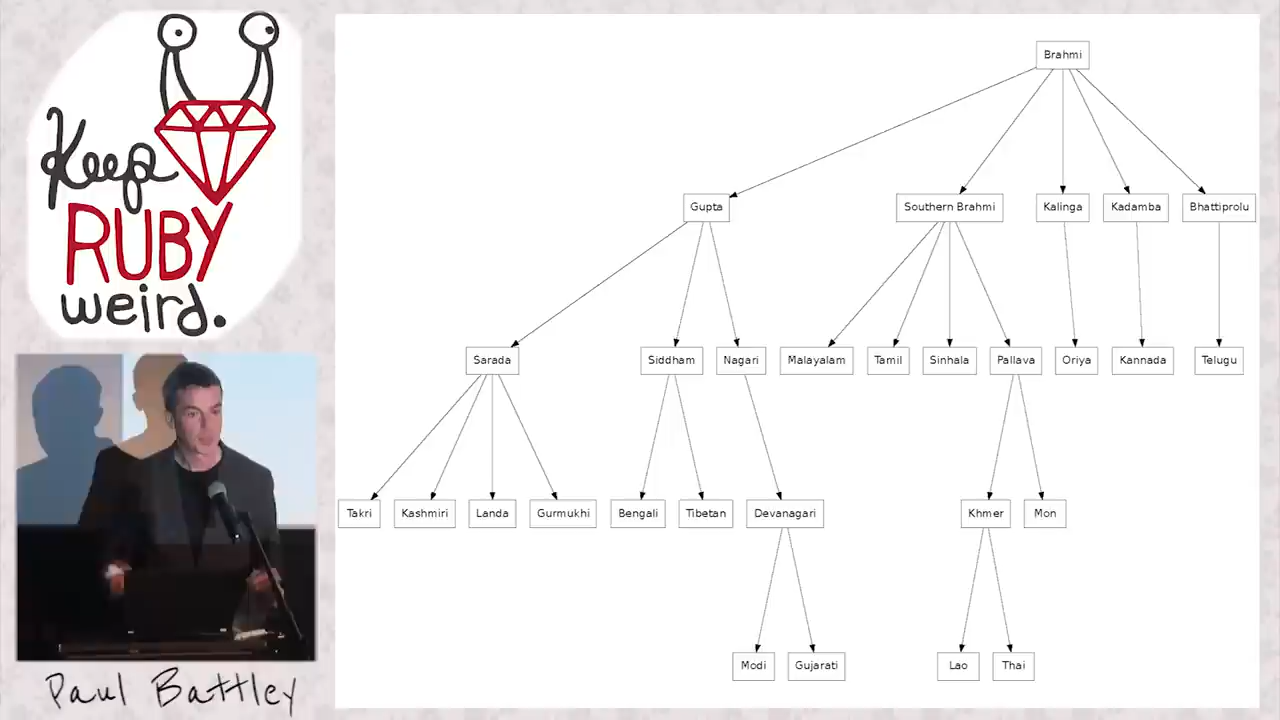 Keep
RUBY
weird.
Paul Battley
Brahmi
Gupta
Southern Brahmi
Kalinga
Kadamba
Bhattiprolu
Sarada
Siddham
Nagari
Malayalam
Tamil
Sinhala
Pallava
Oriya
Kannada
Telugu
Takri
Kashmiri
Landa
Gurmukhi
Bengali
Tibetan
Devanagari
Khmer
Mon
Modi
Gujarati
Lao
Thai